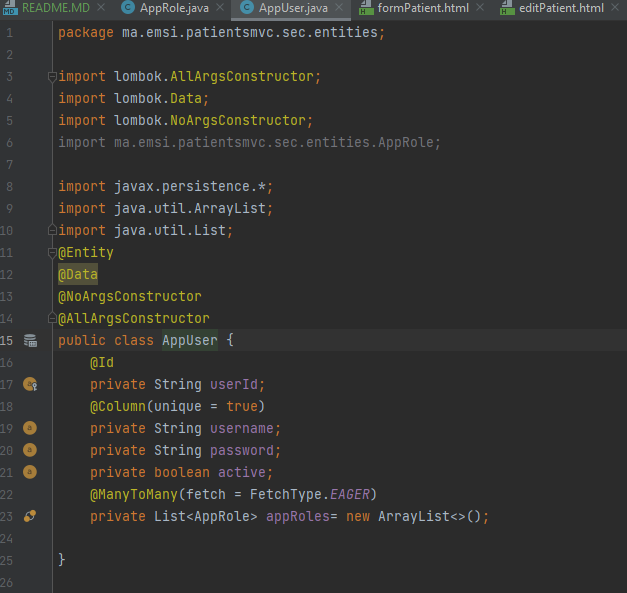 README.MD AppRole.java AppUser.java formPatient.html editPatient.html
1 package ma.emsi.patientsmvc.sec.entities;
2
3 import lombok.AllArgsConstructor;
4 import lombok.Data;
5 import lombok.NoArgsConstructor;
6 import ma.emsi.patientsmvc.sec.entities.AppRole;
7
8 import javax.persistence.*;
9 import java.util.ArrayList;
10 import java.util.List;
11 @Entity
12 @Data
13 @NoArgsConstructor
14 @AllArgsConstructor
15 public class AppUser {
16 @Id
17 private String userId;
18 @Column(unique = true)
19 private String username;
20 private String password;
21 private boolean active;
22 @ManyToMany(fetch = FetchType.EAGER)
23 private List<AppRole> appRoles= new ArrayList<>();
24
25 }
26